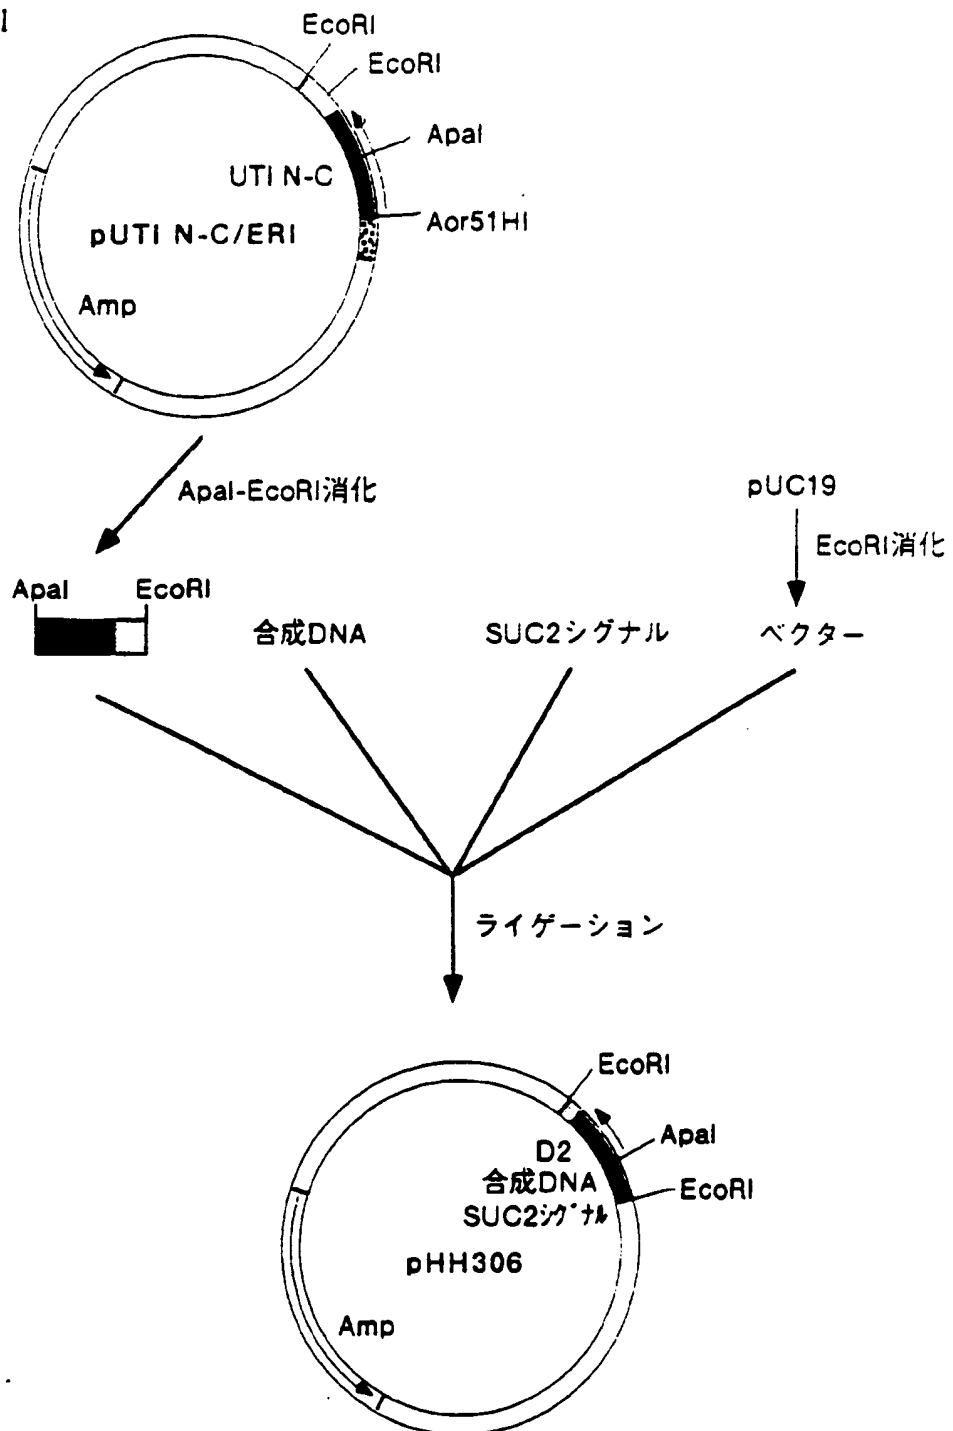 EcoRI
EcoRI
ApaI
UTI N-C
Aor51HI
pUTI N-C/ERI
Amp
ApaI-EcoRI消化
pUC19
EcoRI消化
ApaI EcoRI
合成DNA
SUC2シグナル
ベクター
ライゲーション
EcoRI
ApaI
D2
合成DNA
EcoRI
SUC2シグナル
pHH306
Amp